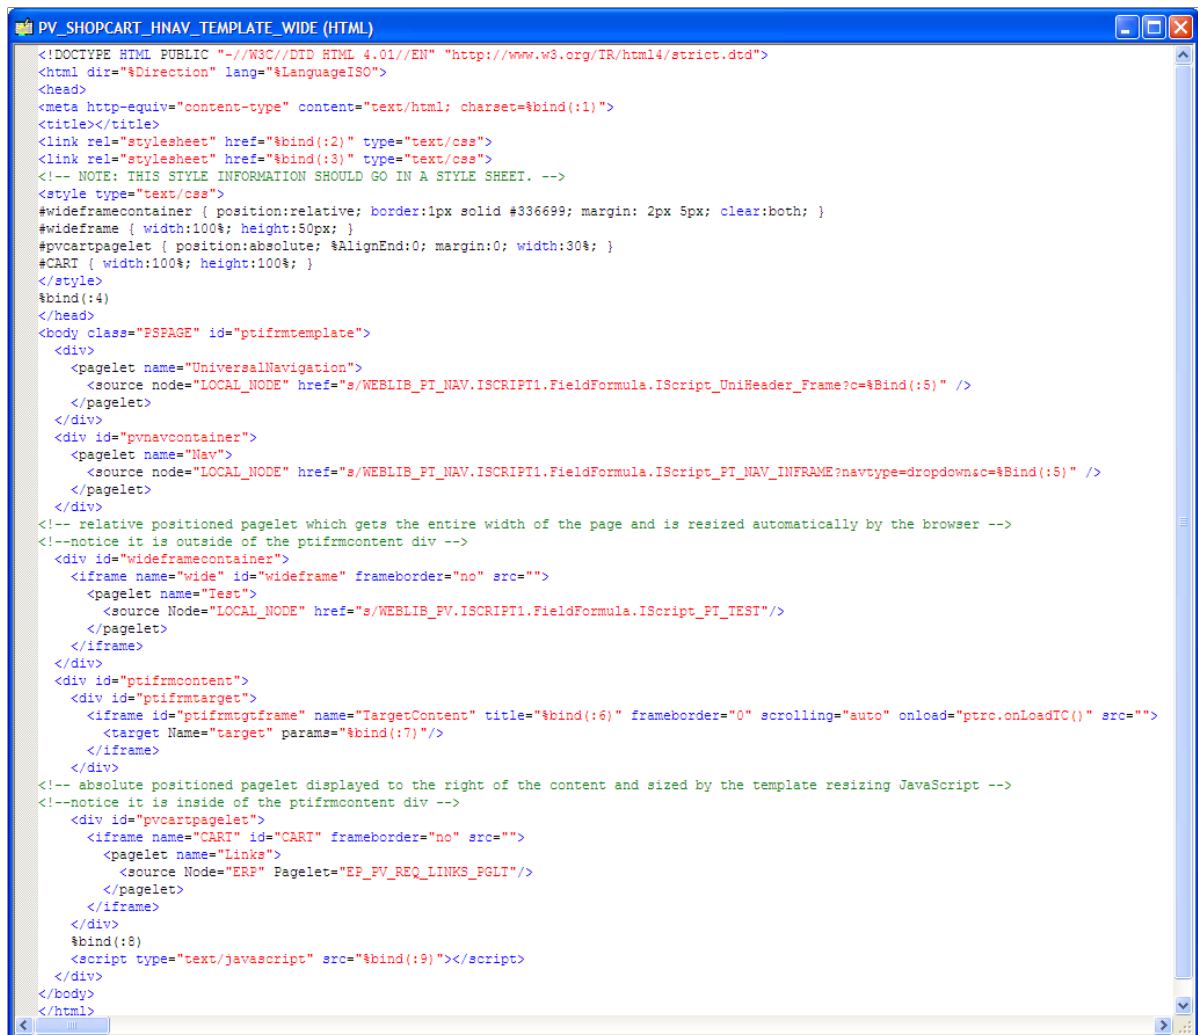 PV_SHOPCART_HNAV_TEMPLATE_WIDE (HTML)
<!DOCTYPE HTML PUBLIC "-//W3C//DTD HTML 4.01//EN" "http://www.w3.org/TR/html4/strict.dtd">
<html dir="%Direction" lang="%LanguageISO">
<head>
<meta http-equiv="content-type" content="text/html; charset=%bind(:1)">
<title></title>
<link rel="stylesheet" href="%bind(:2)" type="text/css">
<link rel="stylesheet" href="%bind(:3)" type="text/css">
<!-- NOTE: THIS STYLE INFORMATION SHOULD GO IN A STYLE SHEET. -->
<style type="text/css">
#wideframecontainer { position:relative; border:1px solid #336699; margin: 2px 5px; clear:both; }
#wideframe { width:100%; height:50px; }
#pvcartpagelet { position:absolute; %AlignEnd:0; margin:0; width:30%; }
#CART { width:100%; height:100%; }
</style>
%bind(:4)
</head>
<body class="PSPAGE" id="ptifrmtemplate">
  <div>
    <pagelet name="UniversalNavigation">
      <source node="LOCAL_NODE" href="s/WEBLIB_PT_NAV.ISCRIPT1.FieldFormula.IScript_UniHeader_Frame?c=%Bind(:5)" />
    </pagelet>
  </div>
  <div id="pvnavcontainer">
    <pagelet name="Nav">
      <source node="LOCAL_NODE" href="s/WEBLIB_PT_NAV.ISCRIPT1.FieldFormula.IScript_PT_NAV_INFRAME?navtype=dropdown&c=%Bind(:5)" />
    </pagelet>
  </div>
<!-- relative positioned pagelet which gets the entire width of the page and is resized automatically by the browser -->
<!--notice it is outside of the ptifrmcontent div -->
  <div id="wideframecontainer">
    <iframe name="wide" id="wideframe" frameborder="no" src="">
      <pagelet name="Test">
        <source Node="LOCAL_NODE" href="s/WEBLIB_PV.ISCRIPT1.FieldFormula.IScript_PT_TEST"/>
      </pagelet>
    </iframe>
  </div>
  <div id="ptifrmcontent">
    <div id="ptifrmtarget">
      <iframe id="ptifrmtgtframe" name="TargetContent" title="%bind(:6)" frameborder="0" scrolling="auto" onload="ptrc.onLoadTC()" src="">
        <target Name="target" params="%bind(:7)"/>
      </iframe>
    </div>
<!-- absolute positioned pagelet displayed to the right of the content and sized by the template resizing JavaScript -->
<!--notice it is inside of the ptifrmcontent div -->
    <div id="pvcartpagelet">
      <iframe name="CART" id="CART" frameborder="no" src="">
        <pagelet name="Links">
          <source Node="ERP" Pagelet="EP_PV_REQ_LINKS_PGLT"/>
        </pagelet>
      </iframe>
    </div>
    %bind(:8)
    <script type="text/javascript" src="%bind(:9)"></script>
  </div>
</body>
</html>